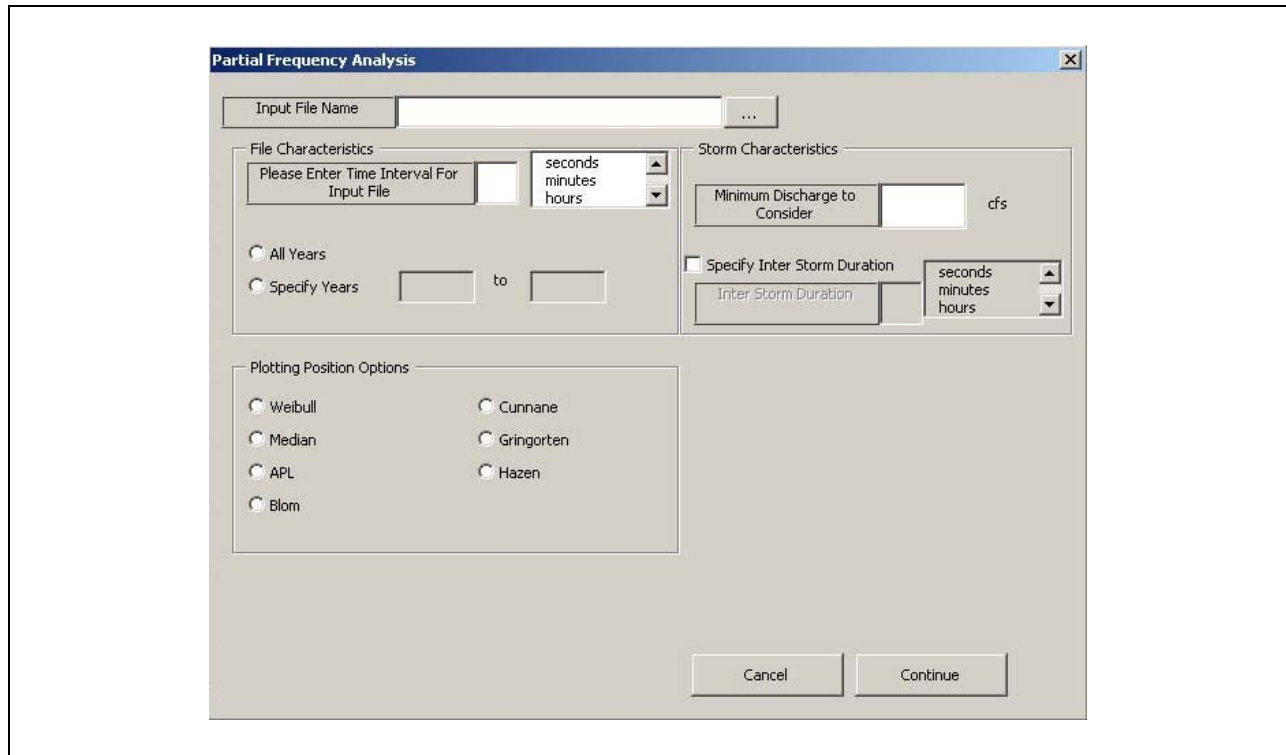 Partial Frequency Analysis
Input File Name
...
File Characteristics
Please Enter Time Interval For
Input File
seconds
minutes
hours
All Years
Specify Years
to
Storm Characteristics
Minimum Discharge to
Consider
cfs
Specify Inter Storm Duration
Inter Storm Duration
seconds
minutes
hours
Plotting Position Options
Weibull
Median
APL
Blom
Cunnane
Gringorten
Hazen
Cancel
Continue